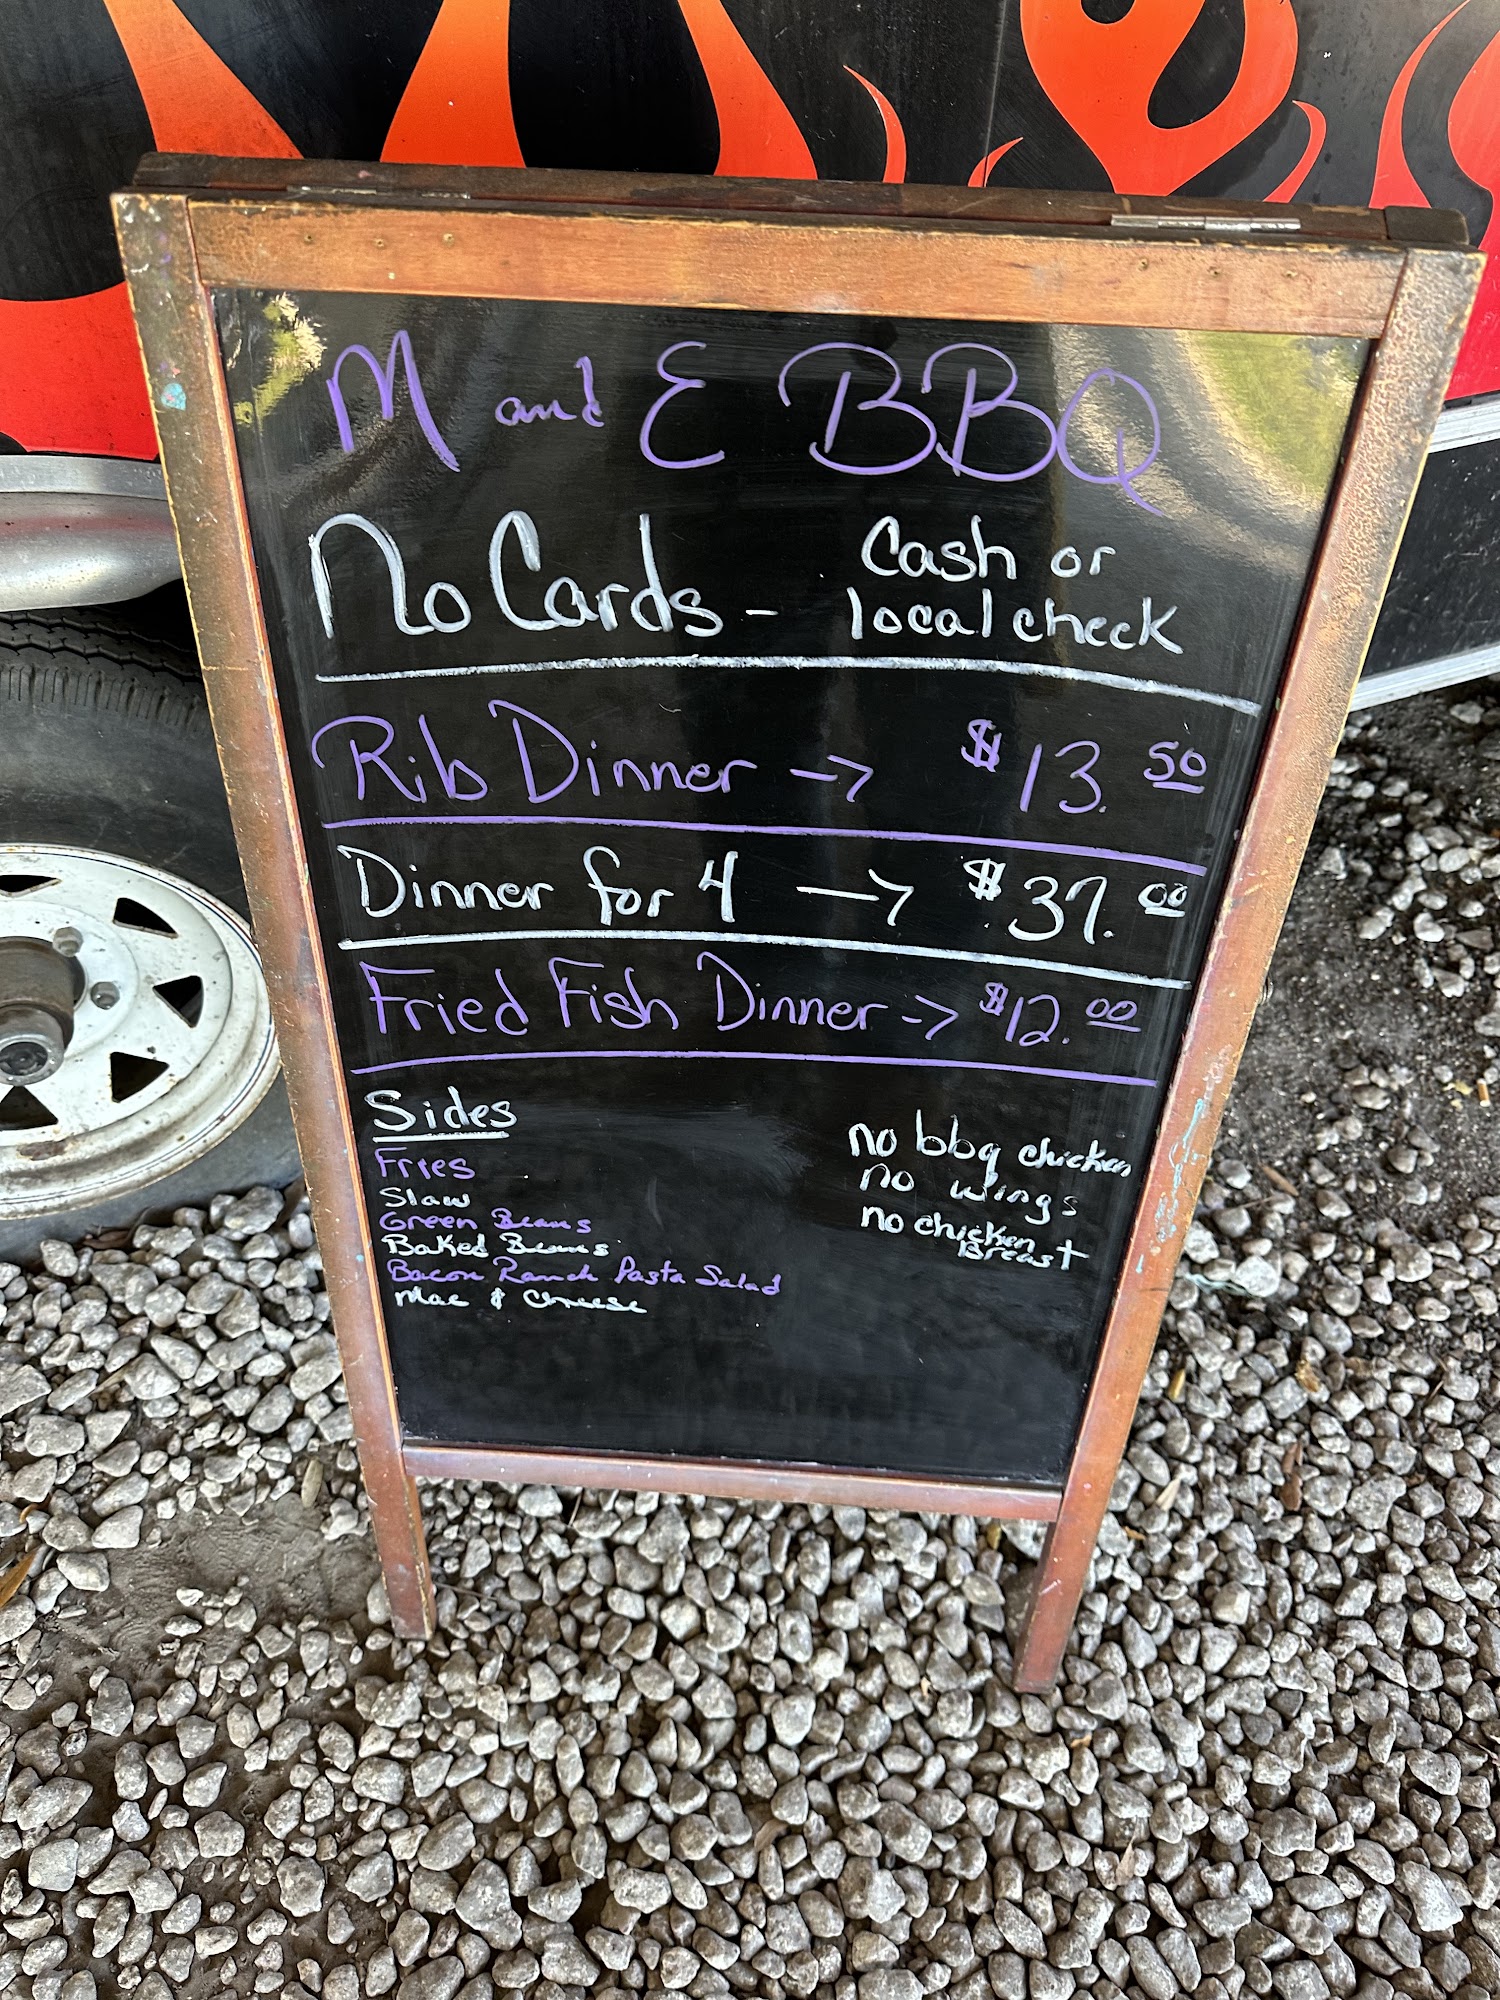 M and E BBQ
No Cards - Cash or
local check
Rib Dinner -> $13.50
Dinner for 4 -> $37.00
Fried Fish Dinner -> $12.00
Sides
Fries
Slaw
Green Beans
Baked Beans
Bacon Ranch Pasta Salad
Mac & Cheese
no bbq chicken
no wings
no chicken
Breast